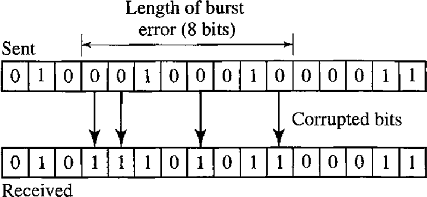 Length of burst
error (8 bits)
Sent
0 1 0 0 0 1 0 0 0 1 0 0 0 0 1 1
Corrupted bits
0 1 0 1 1 1 0 1 0 1 1 0 0 0 1 1
Received